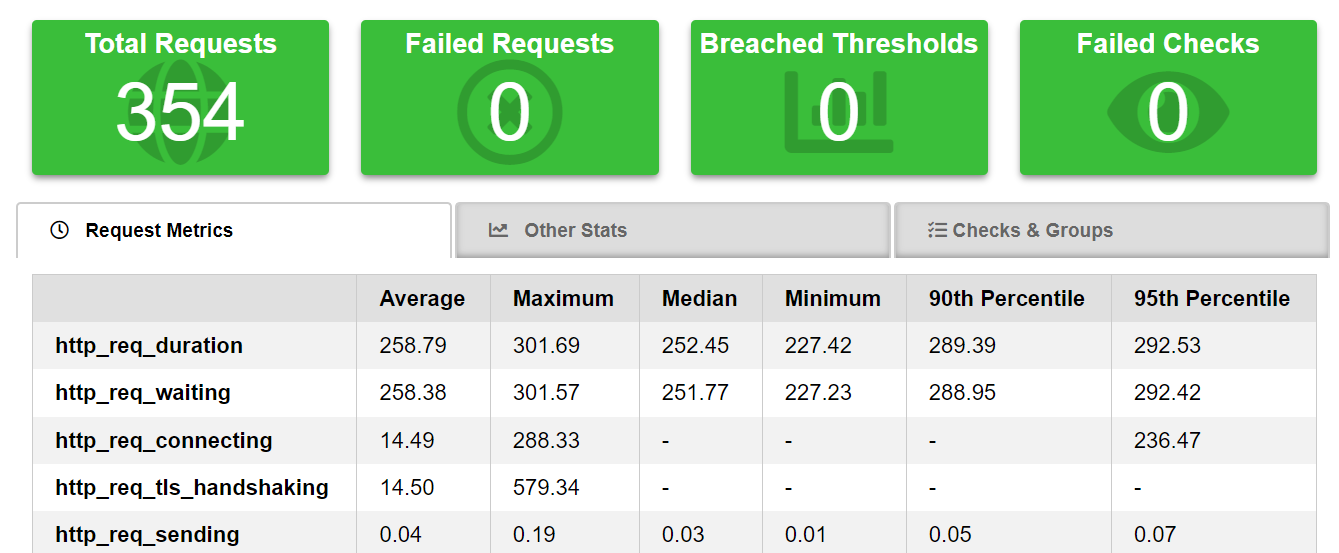 Total Requests Failed Requests Breached Thresholds Failed Checks
354 0 0 0
Request Metrics Other Stats Checks & Groups
Average Maximum Median Minimum 90th Percentile 95th Percentile
http_req_duration 258.79 301.69 252.45 227.42 289.39 292.53
http_req_waiting 258.38 301.57 251.77 227.23 288.95 292.42
http_req_connecting 14.49 288.33 - - - 236.47
http_req_tls_handshaking 14.50 579.34 - - - -
http_req_sending 0.04 0.19 0.03 0.01 0.05 0.07